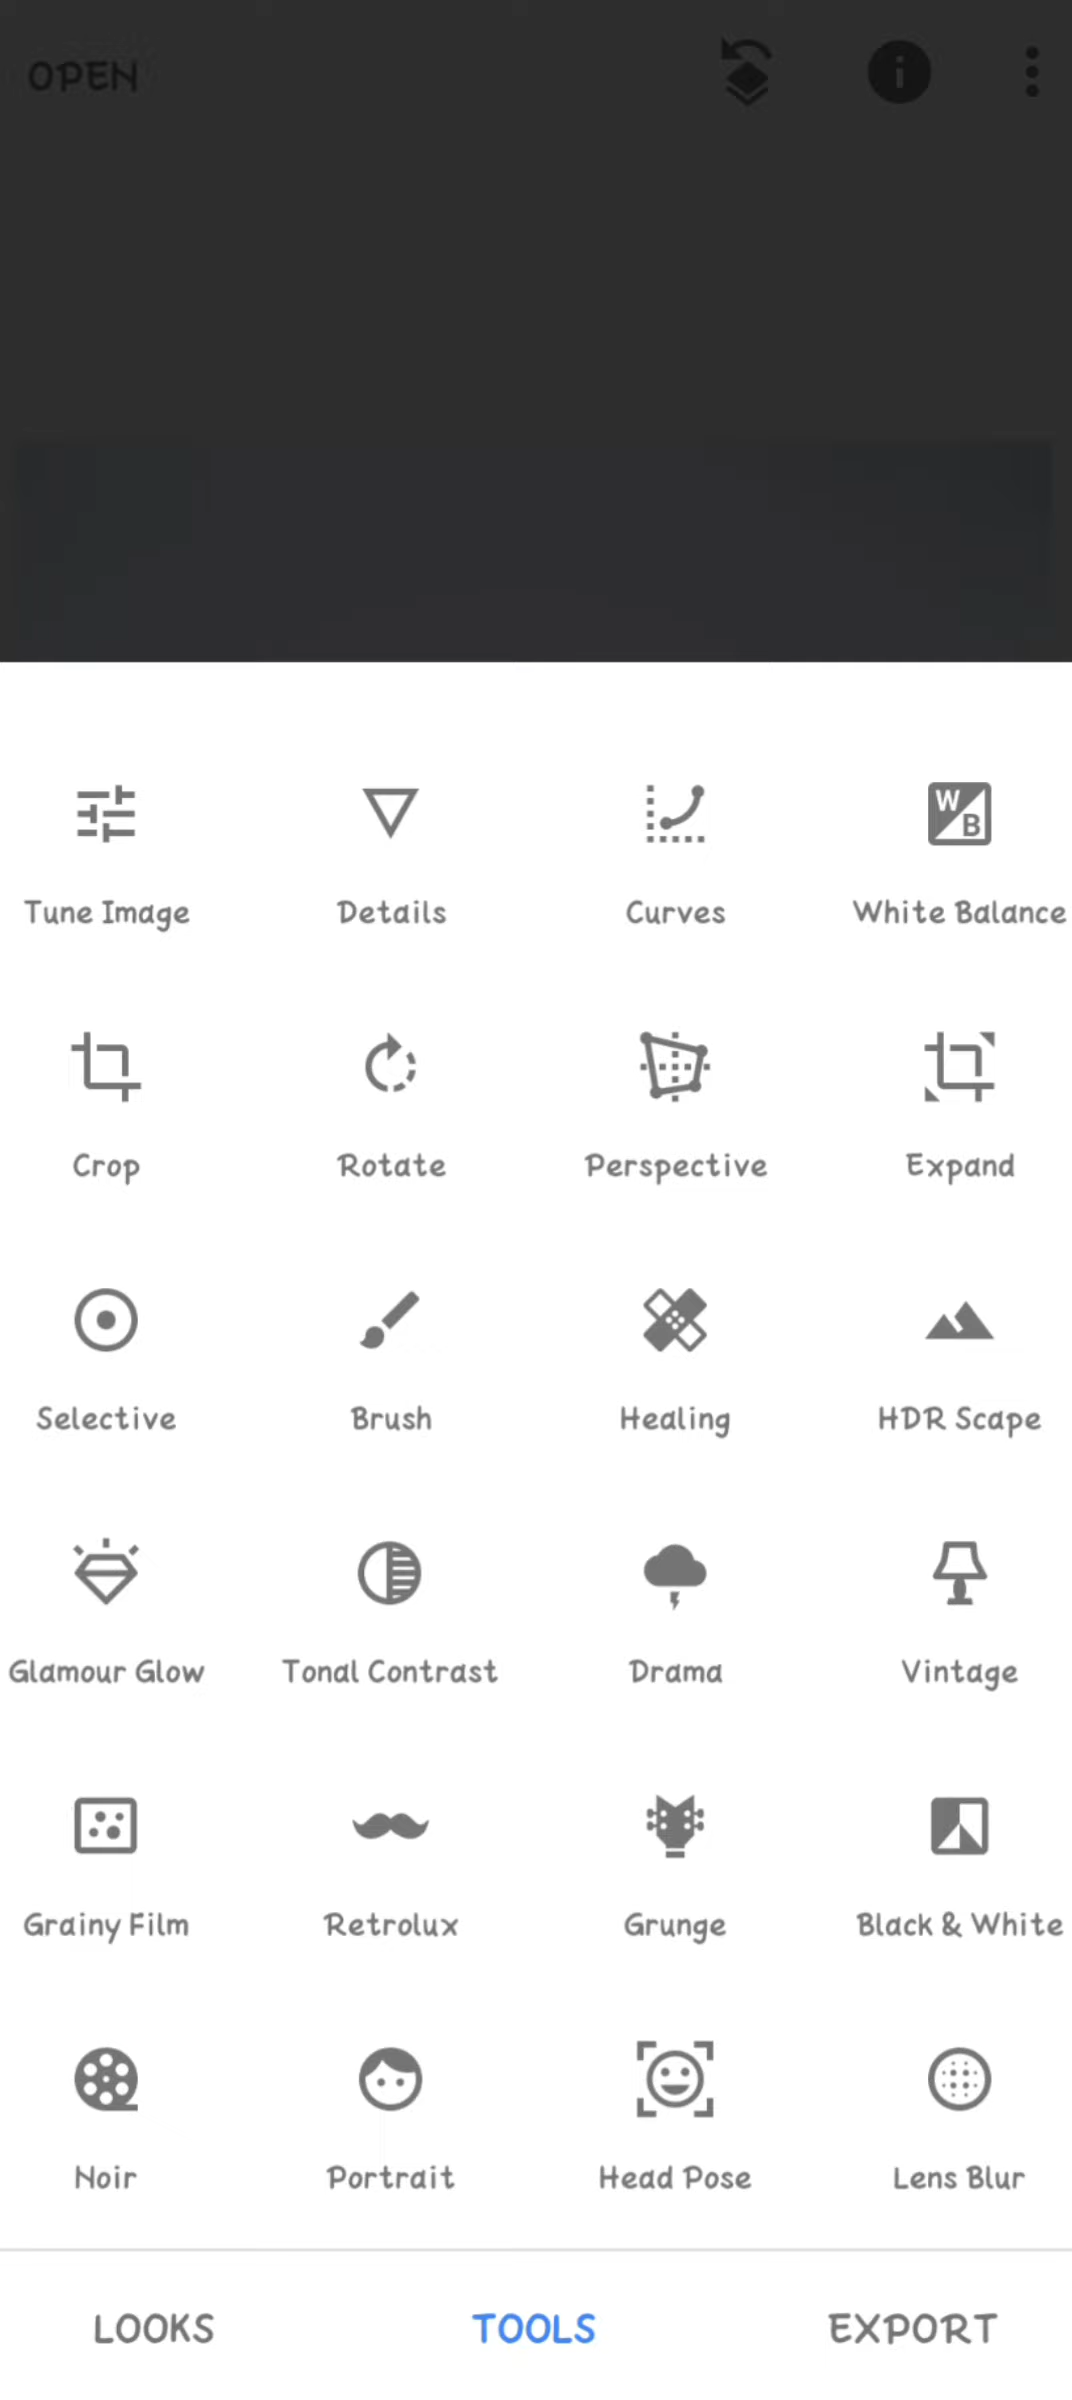 OPEN
Tune Image Details Curves White Balance
Crop Rotate Perspective Expand
Selective Brush Healing HDR Scape
Glamour Glow Tonal Contrast Drama Vintage
Grainy Film Retrolux Grunge Black & White
Noir Portrait Head Pose Lens Blur
LOOKS TOOLS EXPORT